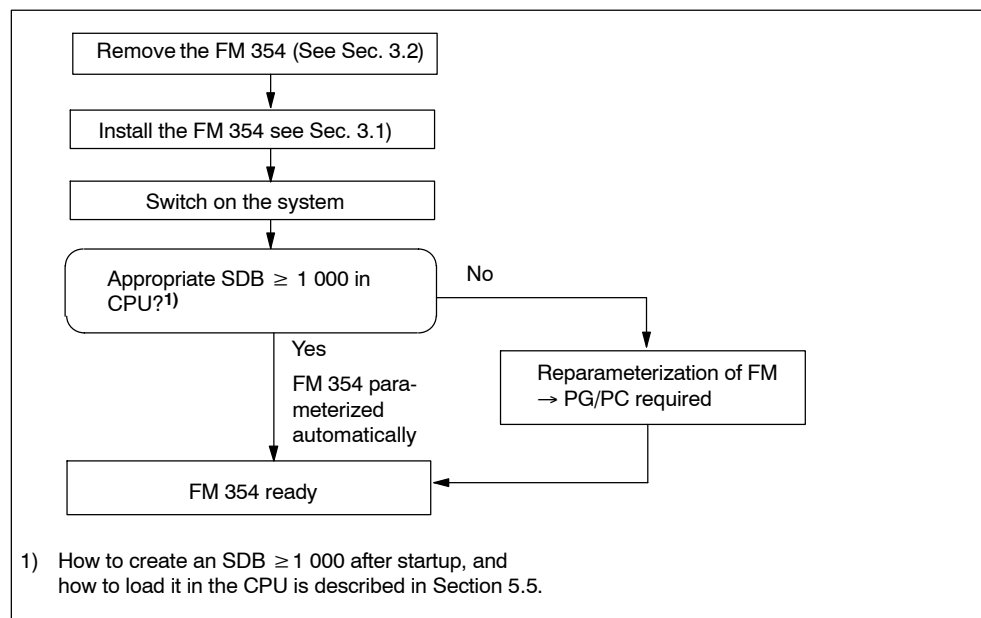 Remove the FM 354 (See Sec. 3.2)
Install the FM 354 see Sec. 3.1)
Switch on the system
Appropriate SDB ≥ 1 000 in
CPU?1)
No
Yes
FM 354 para-
meterized
automatically
Reparameterization of FM
→ PG/PC required
FM 354 ready
1) How to create an SDB ≥ 1 000 after startup, and
how to load it in the CPU is described in Section 5.5.